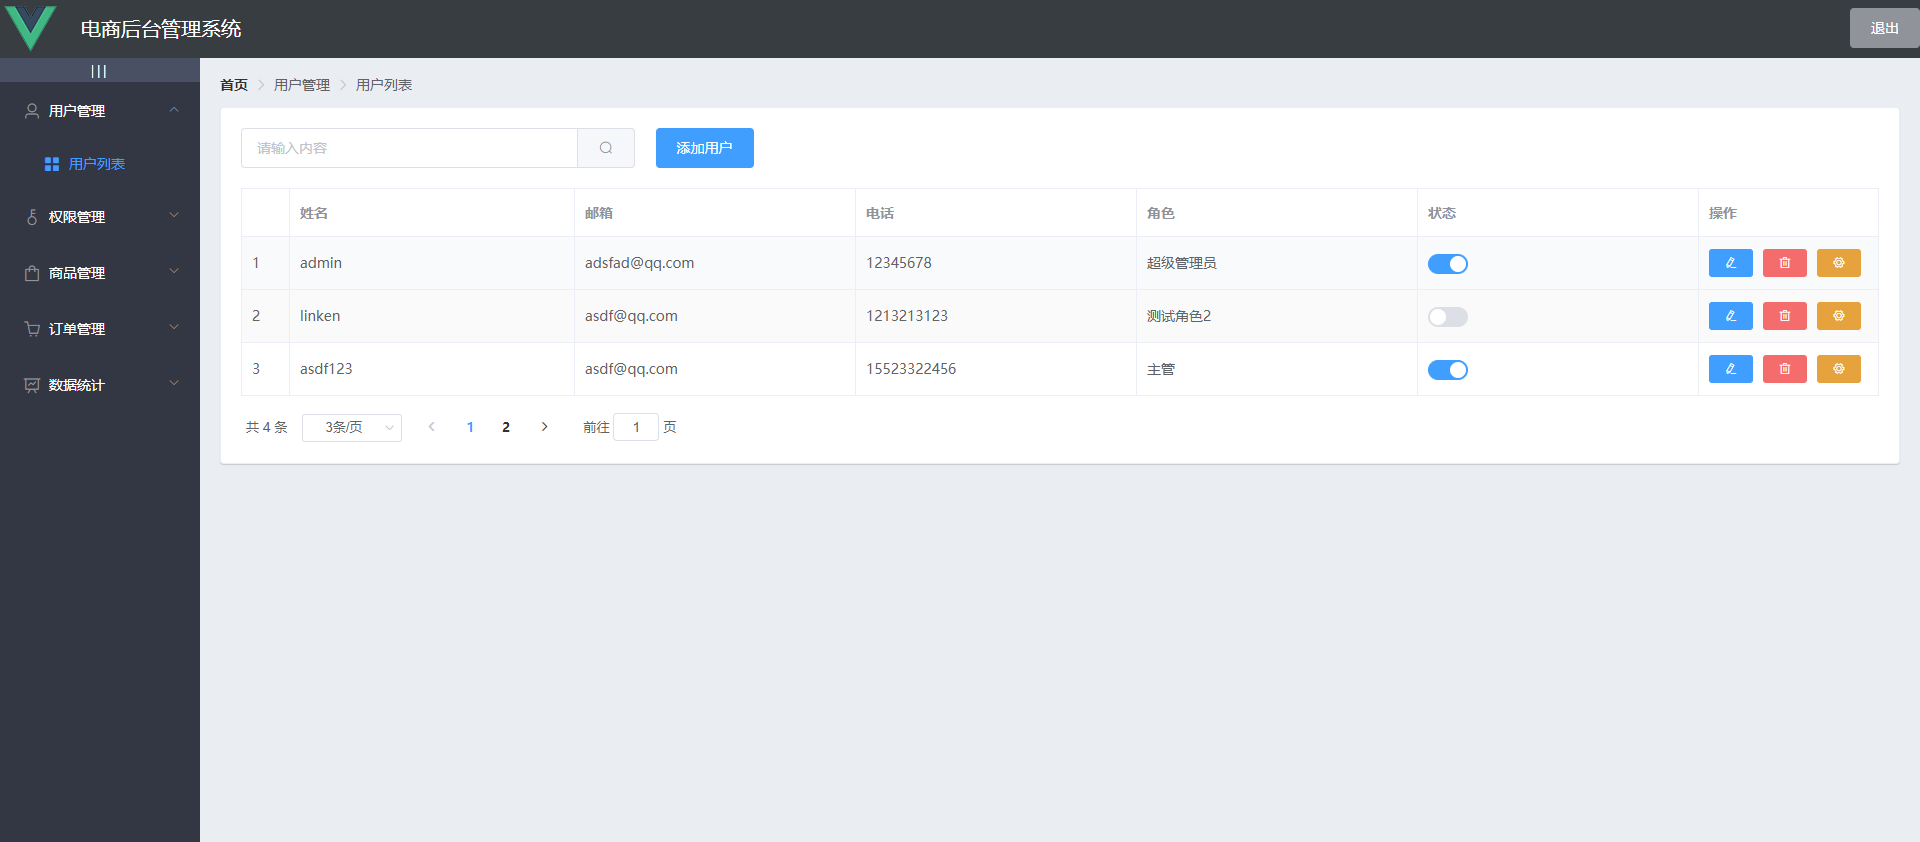 电商后台管理系统
退出
|||
用户管理
用户列表
权限管理
商品管理
订单管理
数据统计
首页 > 用户管理 > 用户列表
请输入内容
添加用户
姓名 邮箱 电话 角色 状态 操作
1 admin adsfad@qq.com 12345678 超级管理员
2 linken asdf@qq.com 1213213123 测试角色2
3 asdf123 asdf@qq.com 15523322456 主管
共 4 条 3条/页 < 1 2 > 前往 1 页